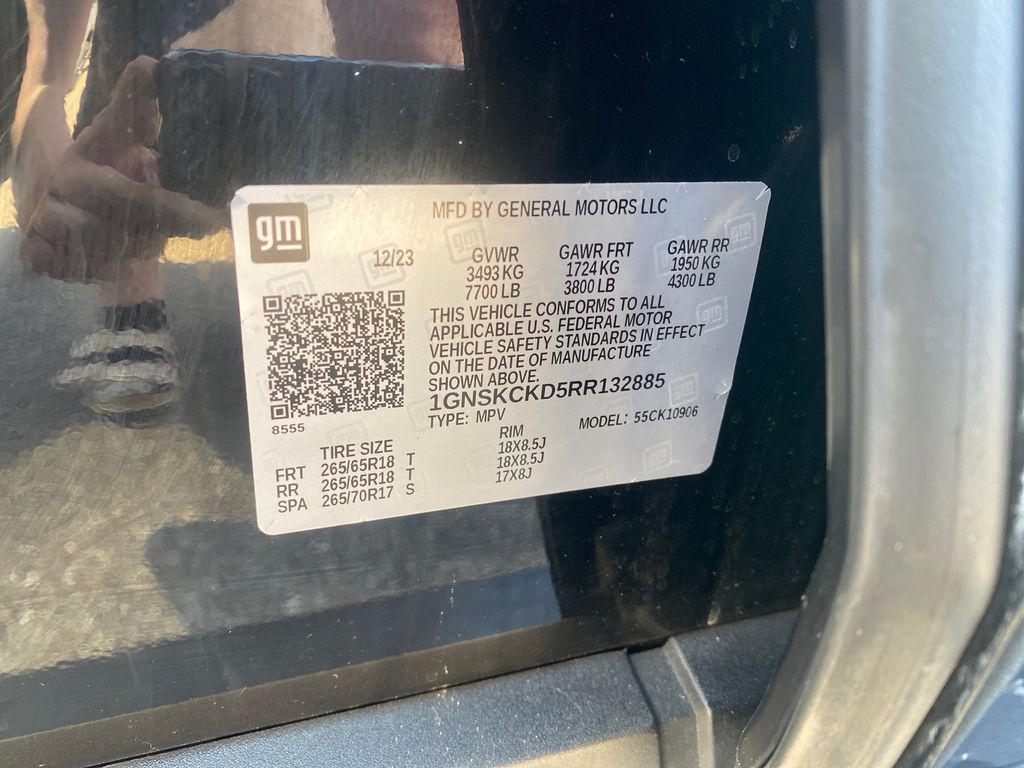 gm
MFD BY GENERAL MOTORS LLC
12/23
GVWR GAWR FRT GAWR RR
3493 KG 1724 KG 1950 KG
7700 LB 3800 LB 4300 LB
THIS VEHICLE CONFORMS TO ALL
APPLICABLE U.S. FEDERAL MOTOR
VEHICLE SAFETY STANDARDS IN EFFECT
ON THE DATE OF MANUFACTURE
SHOWN ABOVE.
1GNSKCKD5RR132885
TYPE: MPV MODEL: 55CK10906
8555
TIRE SIZE RIM
FRT 265/65R18 T 18X8.5J
RR 265/65R18 T 18X8.5J
SPA 265/70R17 S 17X8J